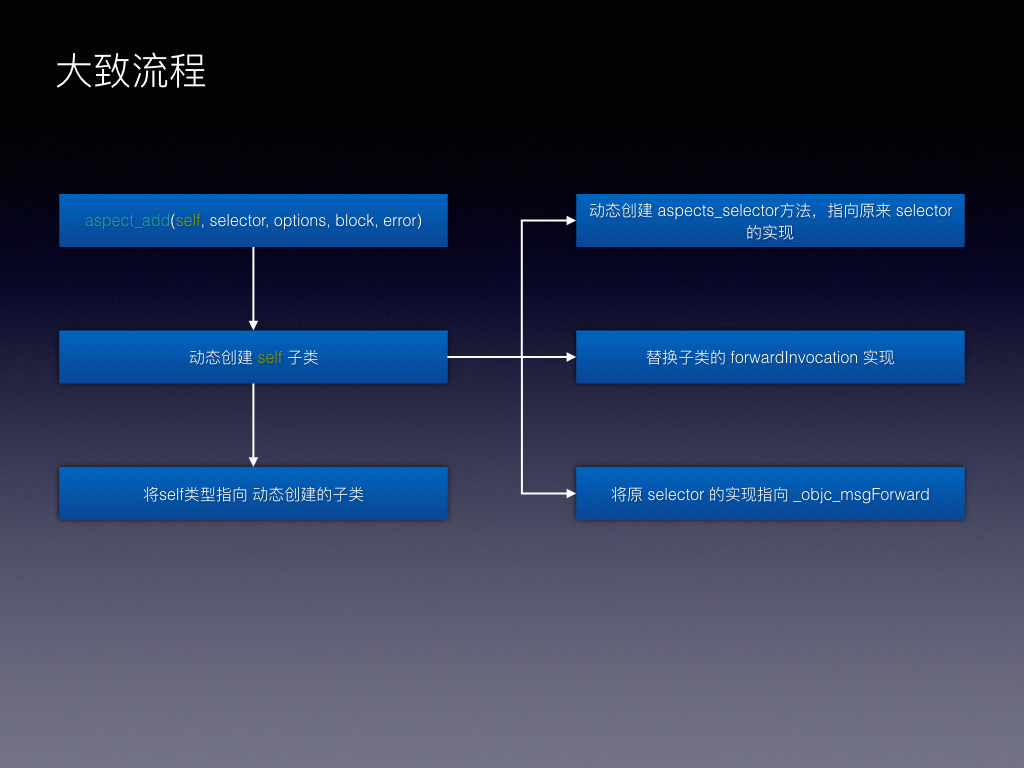 大致流程
aspect_add(self, selector, options, block, error)
动态创建 self 子类
将self类型指向 动态创建的子类
动态创建 aspects_selector方法，指向原来 selector
的实现
替换子类的 forwardInvocation 实现
将原 selector 的实现指向 _objc_msgForward